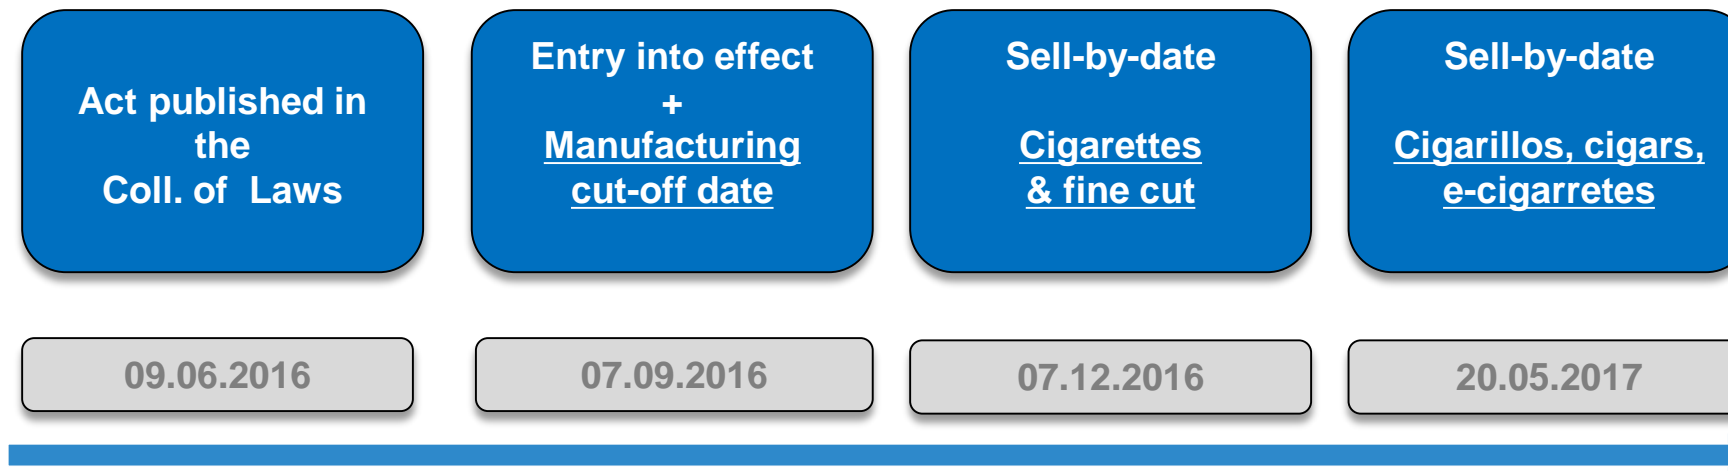 Act published in
the
Coll. of Laws
Entry into effect
+
Manufacturing
cut-off date
Sell-by-date
Cigarettes
& fine cut
Sell-by-date
Cigarillos, cigars,
e-cigarretes
09.06.2016
07.09.2016
07.12.2016
20.05.2017